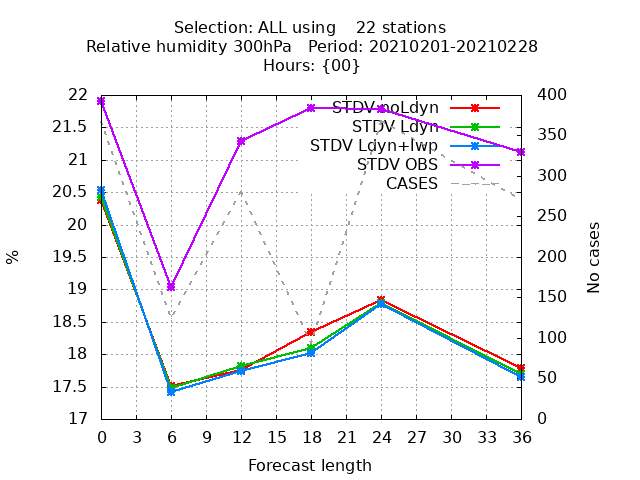 Selection: ALL using    22 stations
Relative humidity 300hPa   Period: 20210201-20210228
Hours: {00}
22
21.5
21
20.5
20
19.5
19
18.5
18
17.5
17
%
STDV noLdyn
STDV Ldyn
STDV Ldyn+lwp
STDV OBS
CASES
400
350
300
250
200
150
100
50
0
No cases
0 3 6 9 12 15 18 21 24 27 30 33 36
Forecast length